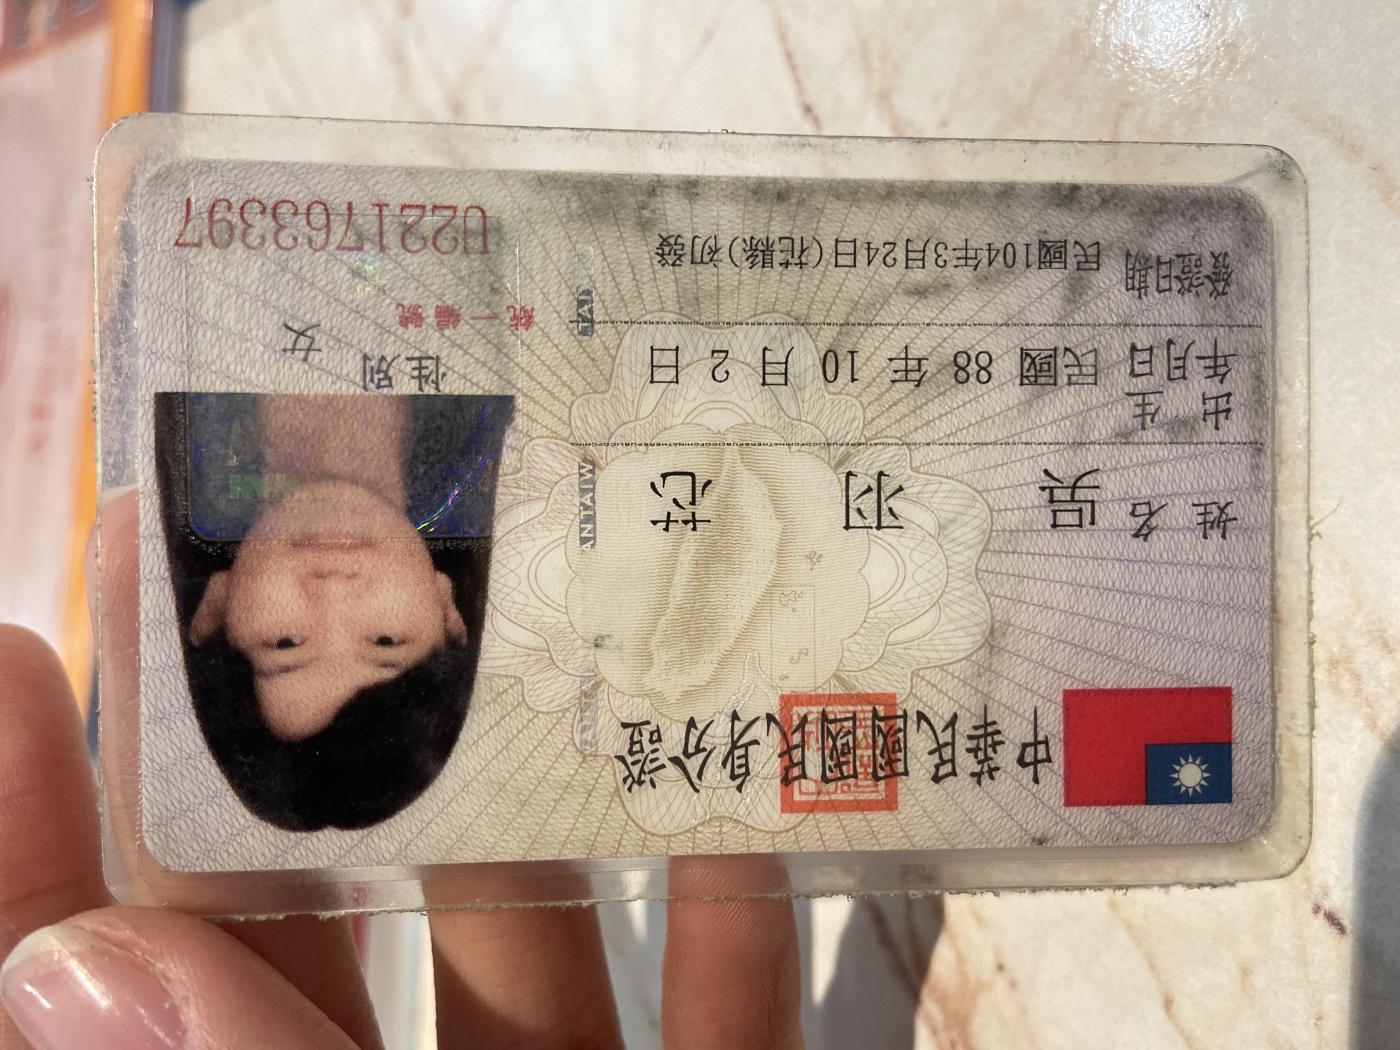 中華民國國民身分證
姓名 吳羽芯
出生
年月日 民國 88 年 10 月 2 日
性別 女
發證日期 民國104年3月24日(花縣)初發
統一編號
U221763397